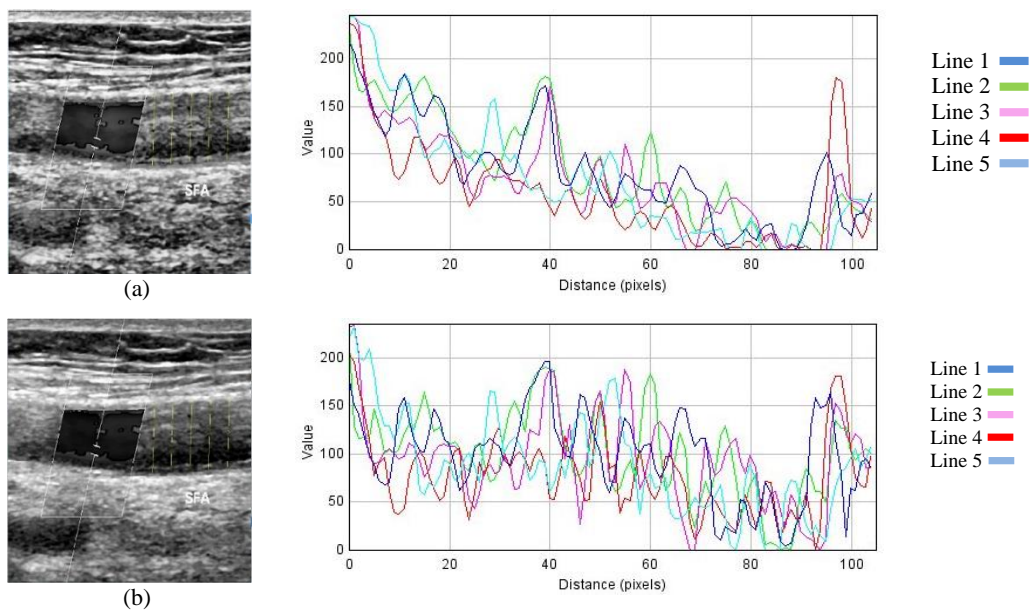 SFA
(a)
Value
200
150
100
50
0
0
20
40
60
80
100
Distance (pixels)
Line 1
Line 2
Line 3
Line 4
Line 5
SFA
(b)
Value
200
150
100
50
0
0
20
40
60
80
100
Distance (pixels)
Line 1
Line 2
Line 3
Line 4
Line 5